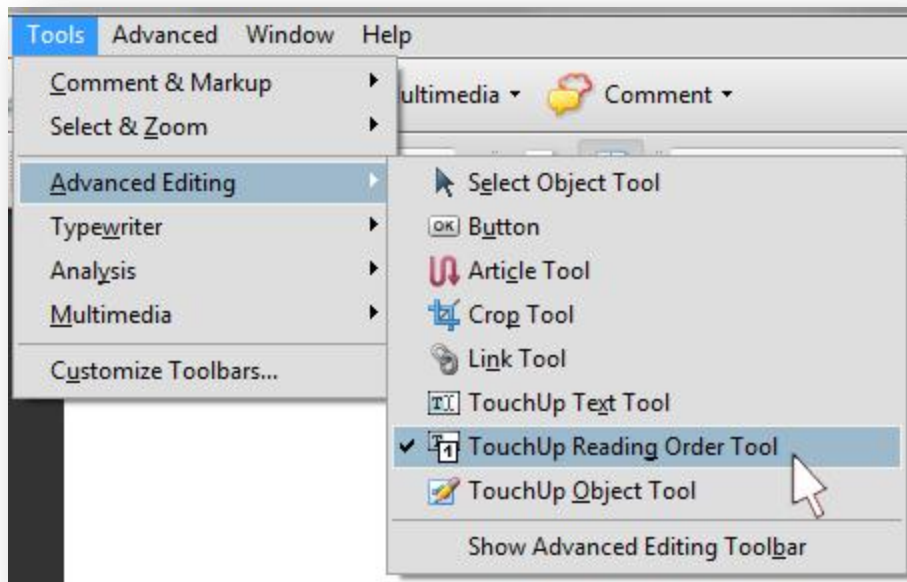 Tools Advanced Window Help
Comment & Markup
ultimedia Comment
Select & Zoom
Advanced Editing
Select Object Tool
Typewriter
Button
Analysis
Article Tool
Multimedia
Crop Tool
Customize Toolbars...
Link Tool
TouchUp Text Tool
TouchUp Reading Order Tool
TouchUp Object Tool
Show Advanced Editing Toolbar